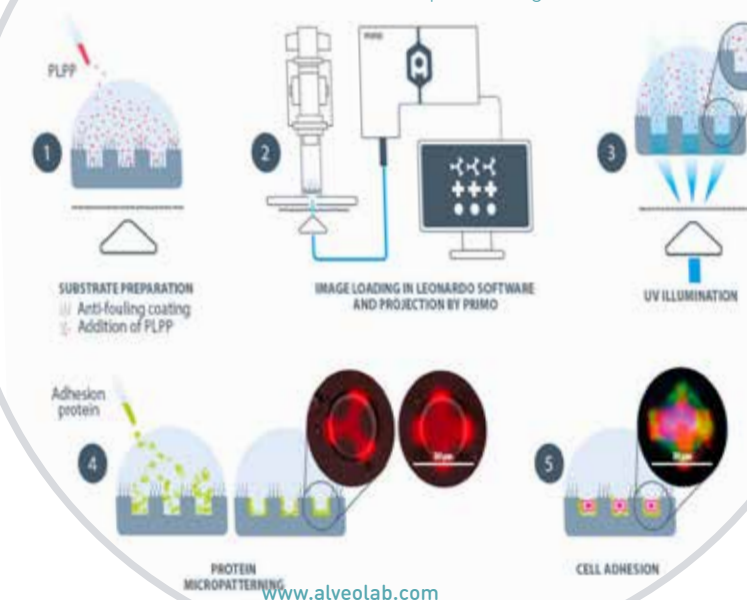 PLPP
1
2
3
SUBSTRATE PREPARATION
Anti-fouling coating
Addition of PLPP
IMAGE LOADING IN LEONARDO SOFTWARE
AND PROJECTION BY PRIMO
UV ILLUMINATION
Adhesion
protein
4
5
PROTEIN
MICROPATTERNING
CELL ADHESION
www.alveolab.com